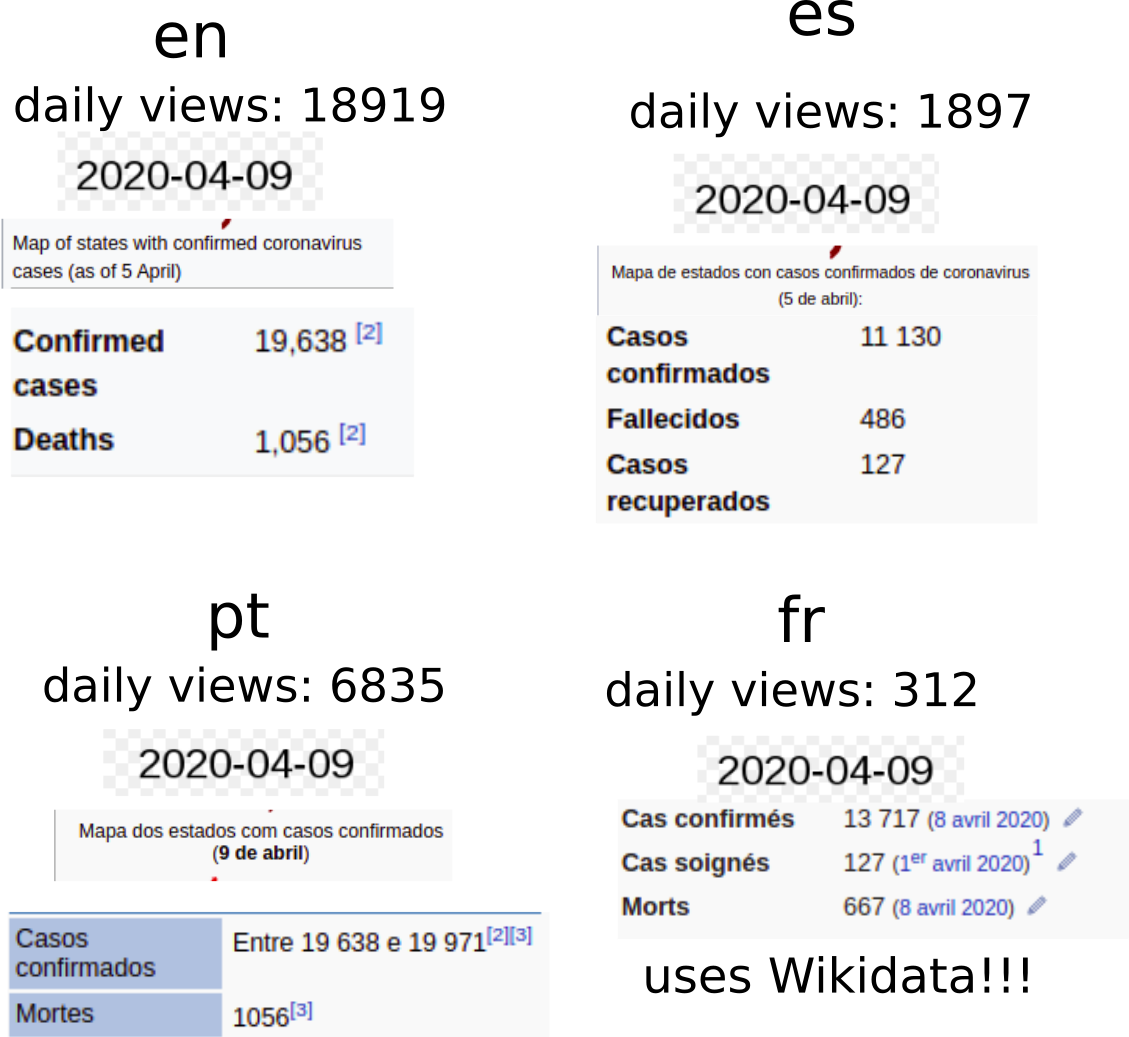 en
daily views: 18919
2020-04-09
Map of states with confirmed coronavirus
cases (as of 5 April)
Confirmed 19,638 [2]
cases
Deaths 1,056 [2]
es
daily views: 1897
2020-04-09
Mapa de estados con casos confirmados de coronavirus
(5 de abril):
Casos 11 130
confirmados
Fallecidos 486
Casos 127
recuperados
pt
daily views: 6835
2020-04-09
Mapa dos estados com casos confirmados
(9 de abril)
Casos Entre 19 638 e 19 971[2][3]
confirmados
Mortes 1056[3]
fr
daily views: 312
2020-04-09
Cas confirmés 13 717 (8 avril 2020)
Cas soignés 127 (1er avril 2020) 1
Morts 667 (8 avril 2020)
uses Wikidata!!!